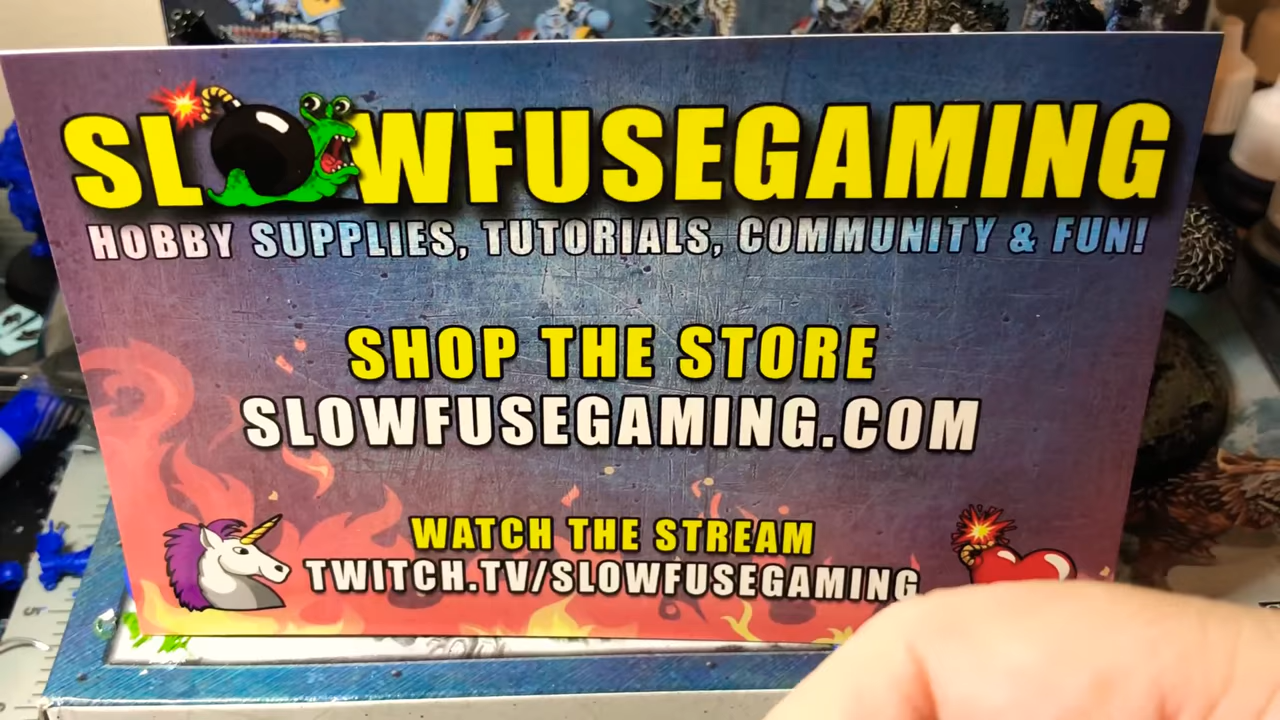 SLOWFUSEGAMING
HOBBY SUPPLIES, TUTORIALS, COMMUNITY & FUN!
SHOP THE STORE
SLOWFUSEGAMING.COM
WATCH THE STREAM
TWITCH.TV/SLOWFUSEGAMING